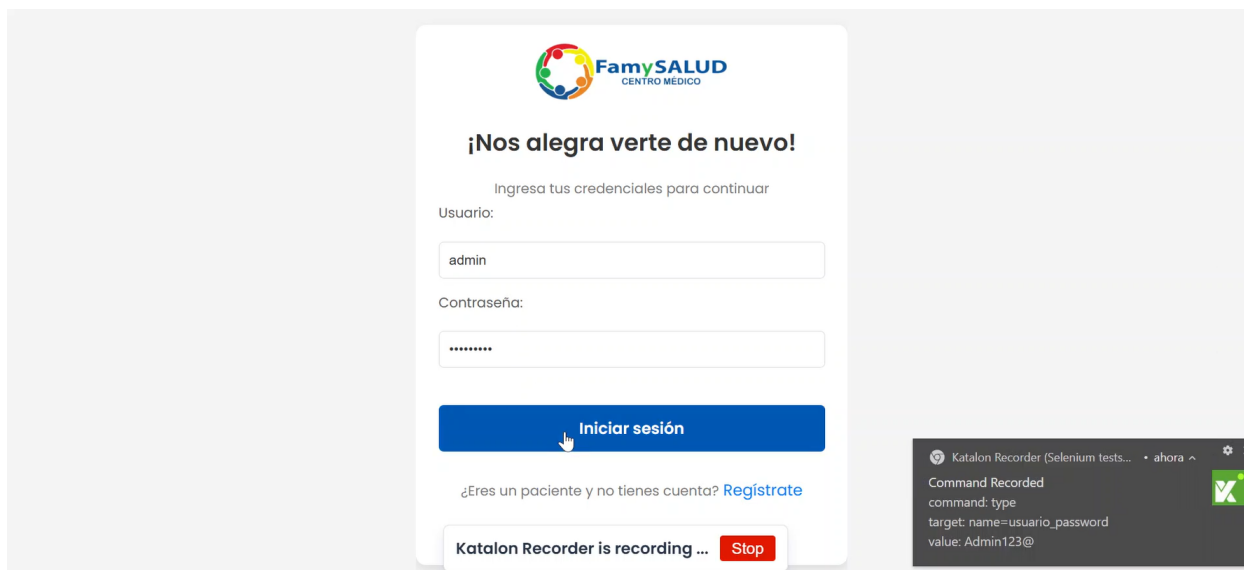 FamySALUD
CENTRO MÉDICO
¡Nos alegra verte de nuevo!
Ingresa tus credenciales para continuar
Usuario:
admin
Contraseña:
•••••••••
Iniciar sesión
¿Eres un paciente y no tienes cuenta? Regístrate
Katalon Recorder is recording ... Stop
Katalon Recorder (Selenium tests... • ahora
Command Recorded
command: type
target: name=usuario_password
value: Admin123@